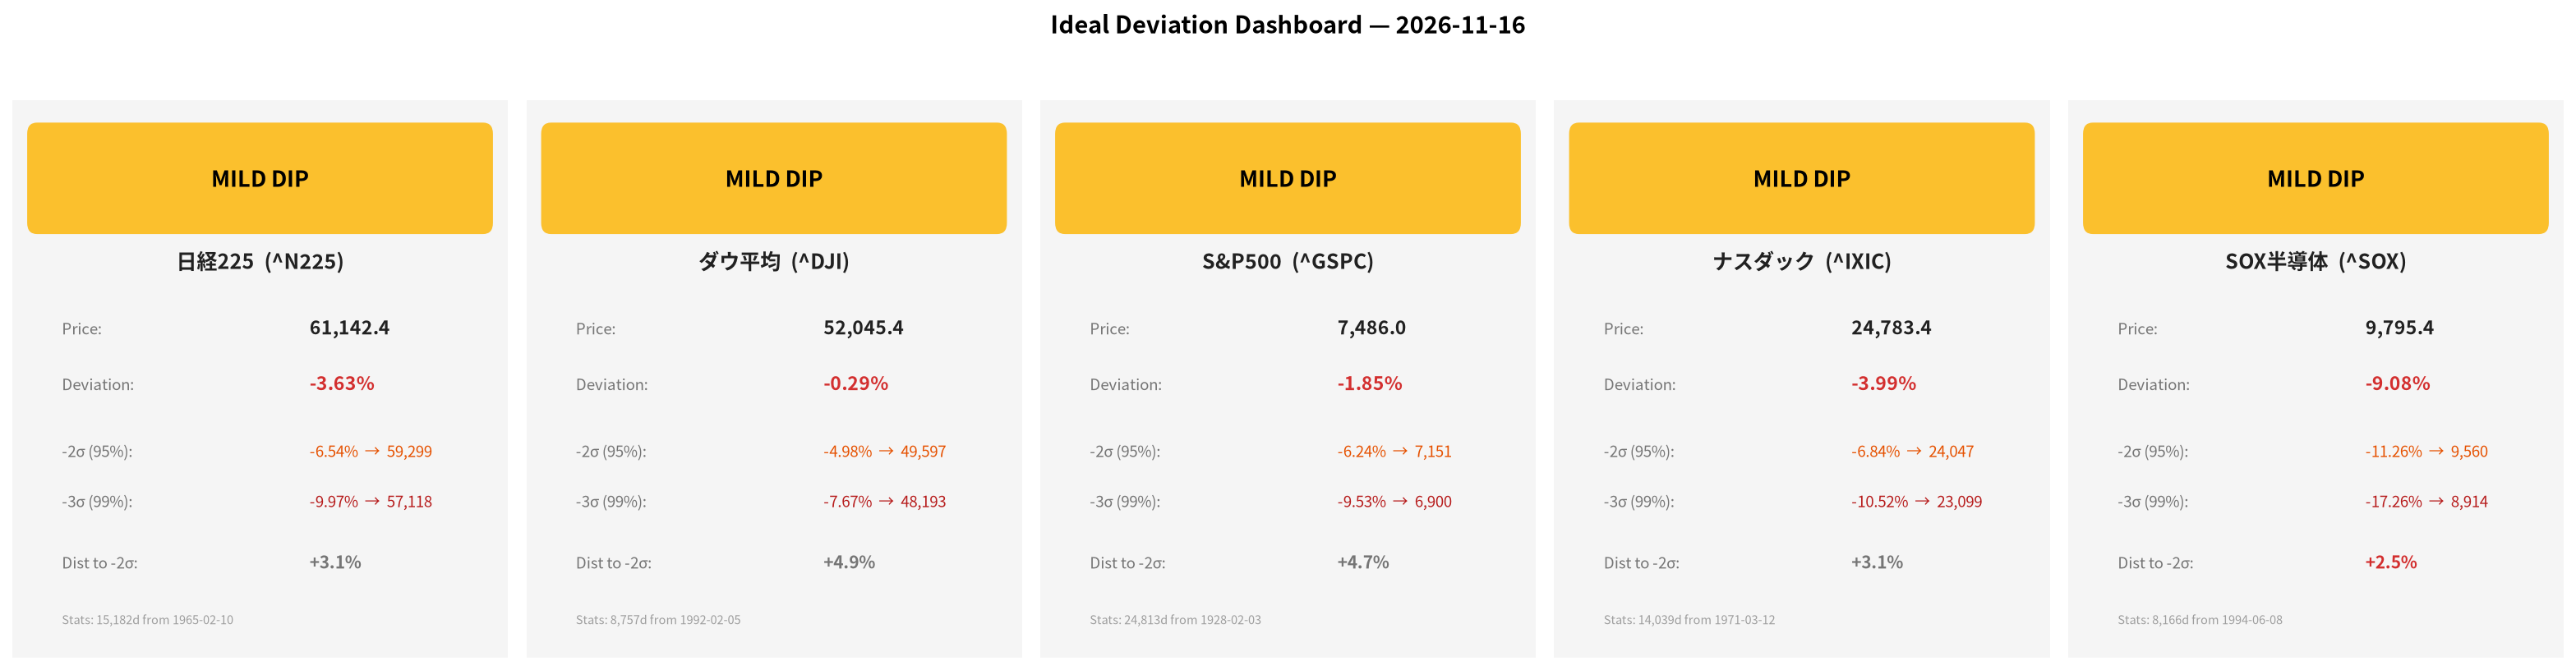 Ideal Deviation Dashboard — 2026-11-16
MILD DIP
日経225 (^N225)
Price: 61,142.4
Deviation: -3.63%
-2σ (95%): -6.54% → 59,299
-3σ (99%): -9.97% → 57,118
Dist to -2σ: +3.1%
Stats: 15,182d from 1965-02-10
MILD DIP
ダウ平均 (^DJI)
Price: 52,045.4
Deviation: -0.29%
-2σ (95%): -4.98% → 49,597
-3σ (99%): -7.67% → 48,193
Dist to -2σ: +4.9%
Stats: 8,757d from 1992-02-05
MILD DIP
S&P500 (^GSPC)
Price: 7,486.0
Deviation: -1.85%
-2σ (95%): -6.24% → 7,151
-3σ (99%): -9.53% → 6,900
Dist to -2σ: +4.7%
Stats: 24,813d from 1928-02-03
MILD DIP
ナスダック (^IXIC)
Price: 24,783.4
Deviation: -3.99%
-2σ (95%): -6.84% → 24,047
-3σ (99%): -10.52% → 23,099
Dist to -2σ: +3.1%
Stats: 14,039d from 1971-03-12
MILD DIP
SOX半導体 (^SOX)
Price: 9,795.4
Deviation: -9.08%
-2σ (95%): -11.26% → 9,560
-3σ (99%): -17.26% → 8,914
Dist to -2σ: +2.5%
Stats: 8,166d from 1994-06-08